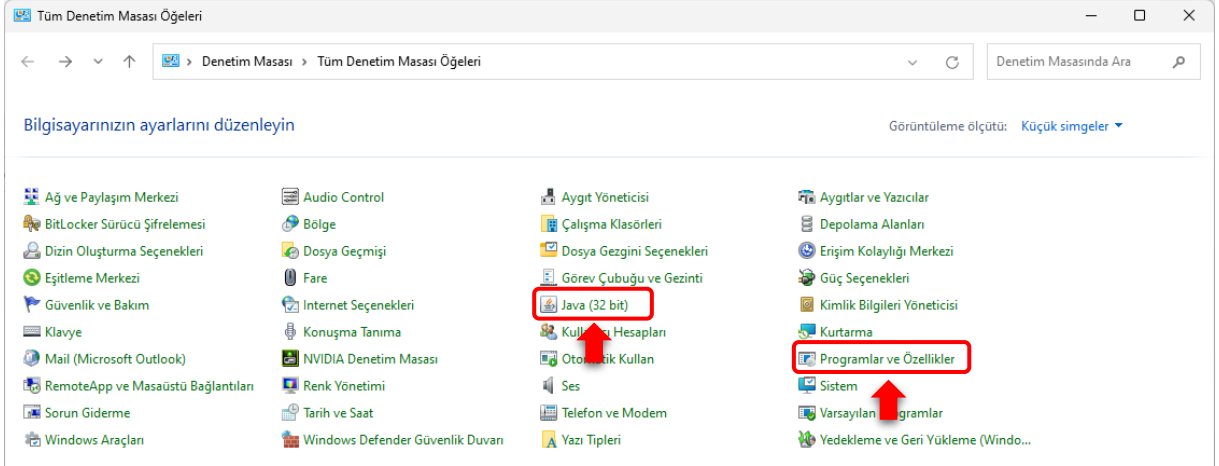 Tüm Denetim Masası Öğeleri
Denetim Masası > Tüm Denetim Masası Öğeleri
Denetim Masasında Ara
Bilgisayarınızın ayarlarını düzenleyin
Görüntüleme ölçütü: Küçük simgeler
Ağ ve Paylaşım Merkezi Audio Control Aygıt Yöneticisi Aygıtlar ve Yazıcılar
BitLocker Sürücü Şifrelemesi Bölge Çalışma Klasörleri Depolama Alanları
Dizin Oluşturma Seçenekleri Dosya Geçmişi Dosya Gezgini Seçenekleri Erişim Kolaylığı Merkezi
Eşitleme Merkezi Fare Görev Çubuğu ve Gezinti Güç Seçenekleri
Güvenlik ve Bakım Internet Seçenekleri Java (32 bit) Kimlik Bilgileri Yöneticisi
Klavye Konuşma Tanıma Hesapları Kurtarma
Mail (Microsoft Outlook) NVIDIA Denetim Masası Kullan Programlar ve Özellikler
RemoteApp ve Masaüstü Bağlantıları Renk Yönetimi Ses Sistem
Sorun Giderme Tarih ve Saat Telefon ve Modem Varsayılan
Windows Araçları Windows Defender Güvenlik Duvarı Yazı Tipleri Yedekleme ve Geri Yükleme (Windo...